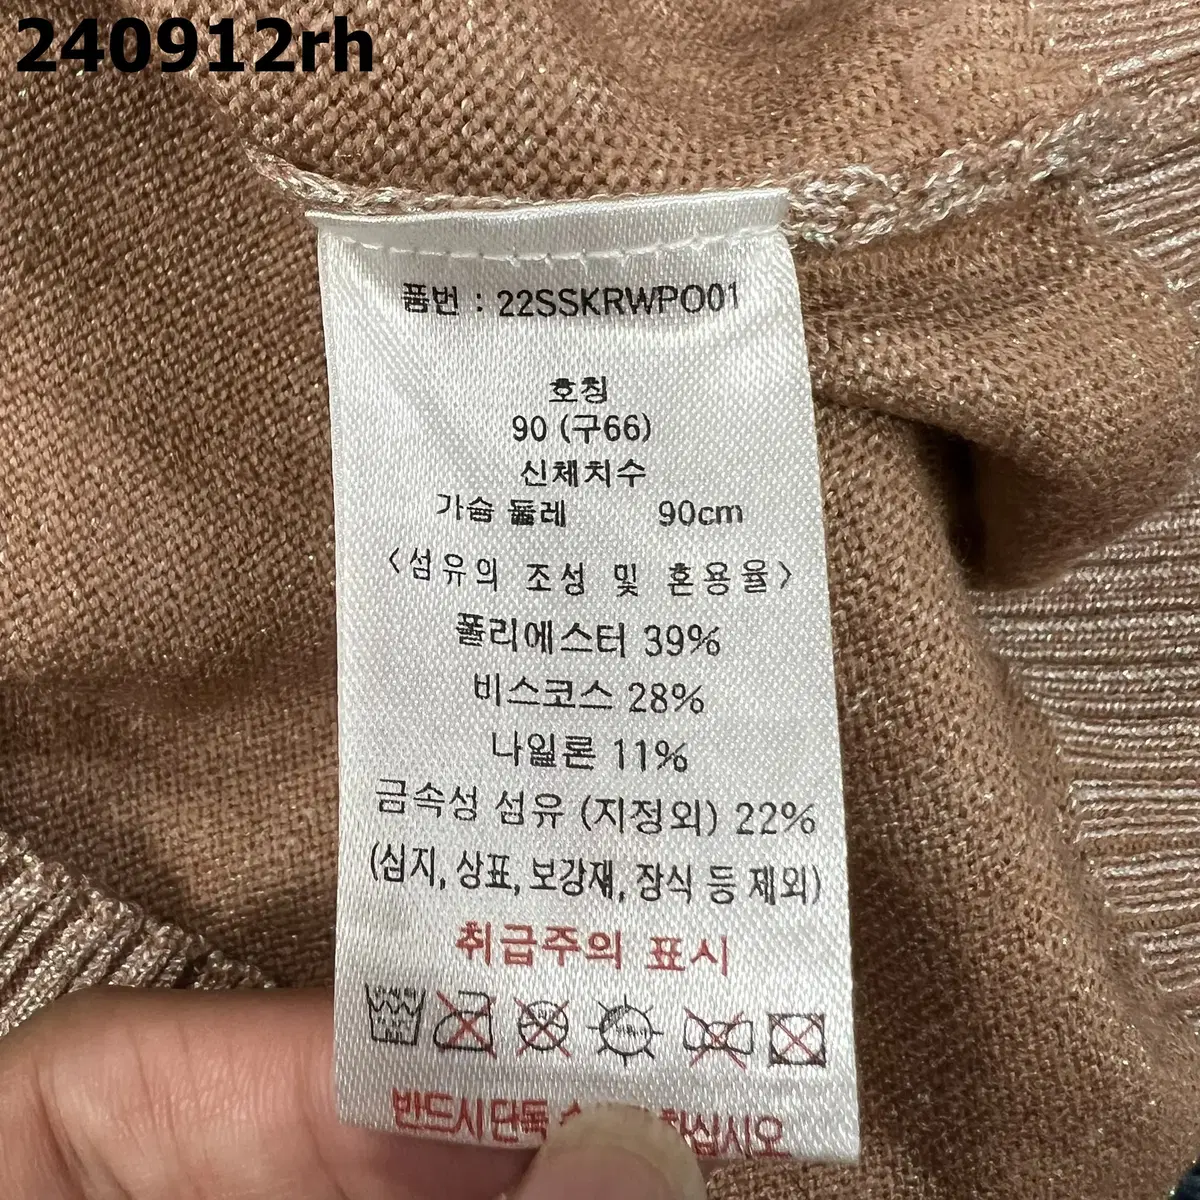 240912rh
품번 : 22SSKRWPO01
호칭
90 (구66)
신체치수
가슴 둘레 90cm
<섬유의 조성 및 혼용율>
폴리에스터 39%
비스코스 28%
나일론 11%
금속성 섬유 (지정외) 22%
(심지, 상표, 보강재, 장식 등 제외)
취급주의 표시
반드시 단독 하십시오